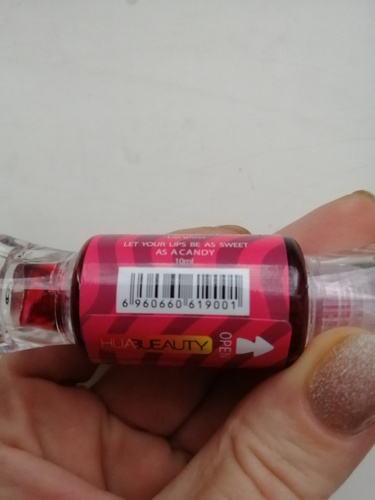 LET YOUR LIPS BE AS SWEET
AS A CANDY
10ml
6 960660 619001
HUABUEAUTY
OPEN